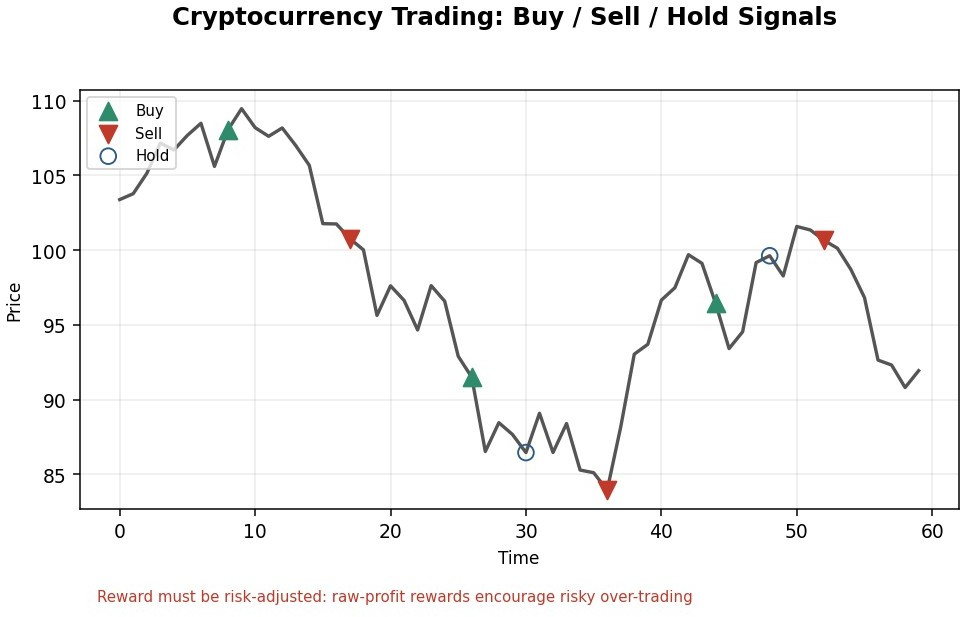 Cryptocurrency Trading: Buy / Sell / Hold Signals
Buy
Sell
Hold
110
105
100
95
90
85
Price
0 10 20 30 40 50 60
Time
Reward must be risk-adjusted: raw-profit rewards encourage risky over-trading